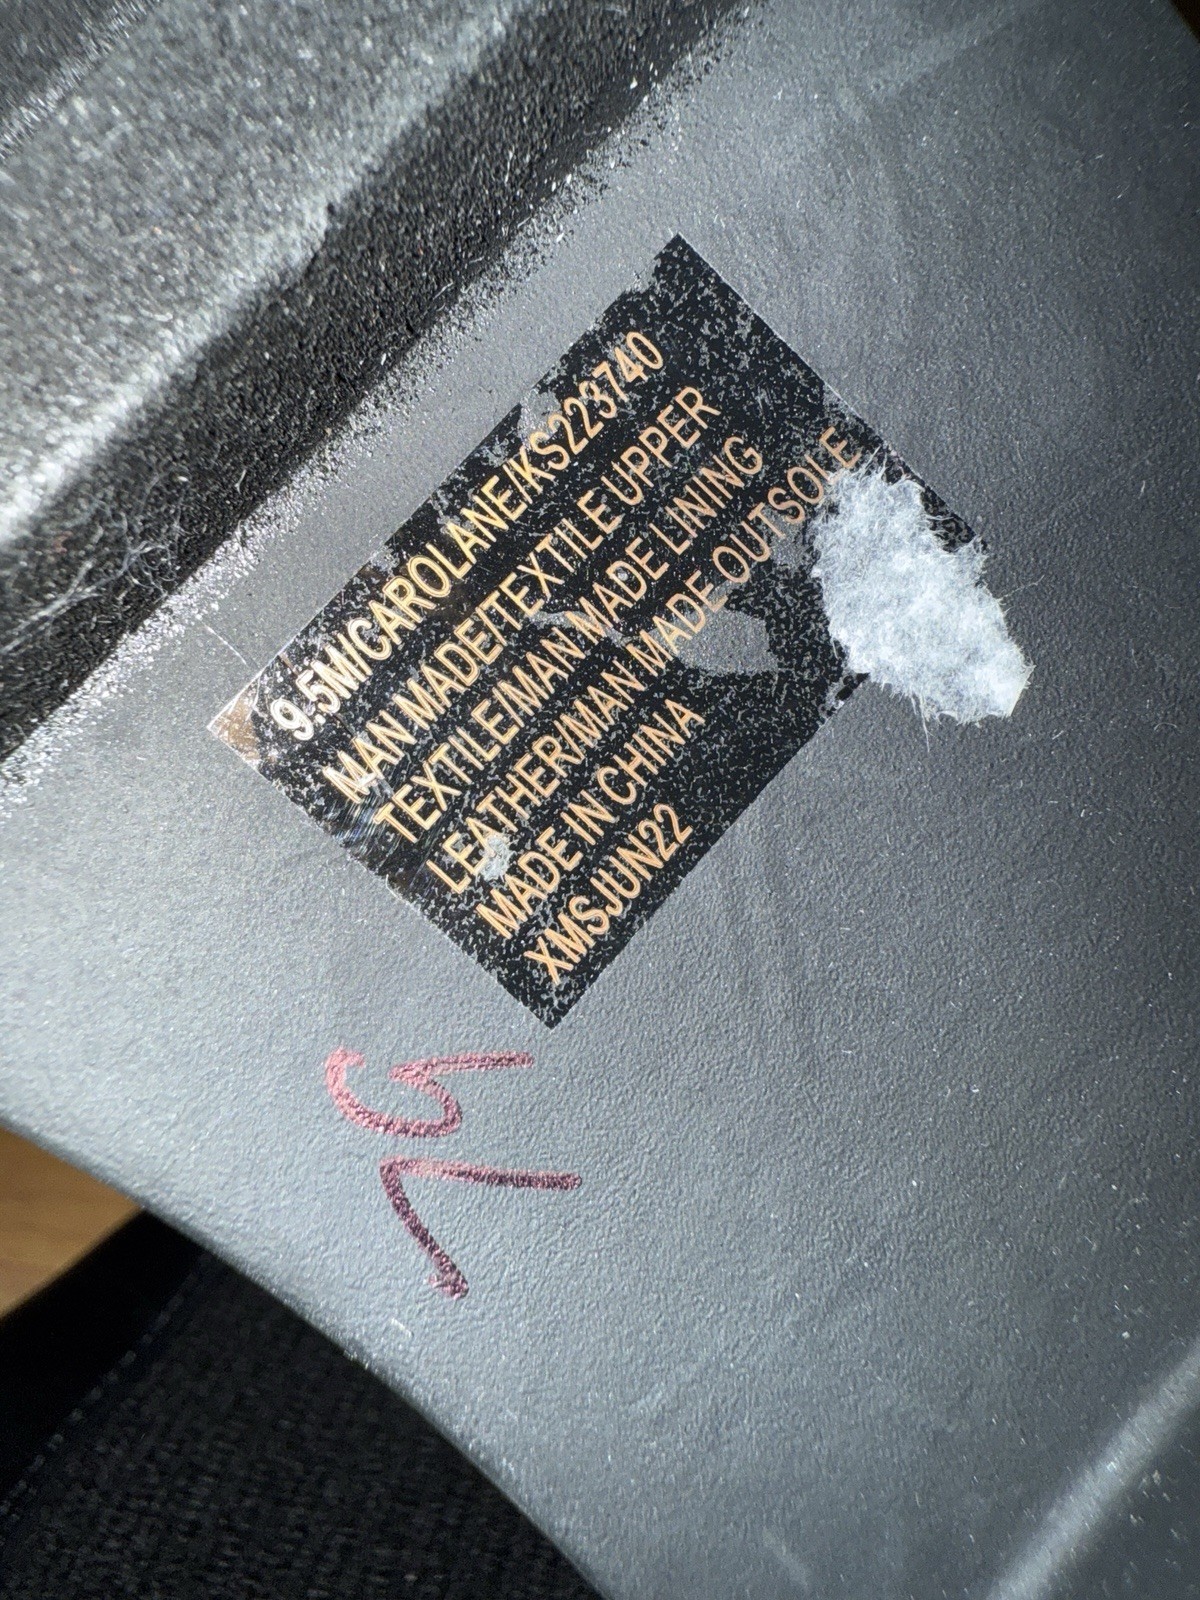 9.5M/CAROLANE/KS223740
MAN MADE/TEXTILE UPPER
TEXTILE/MAN MADE LINING
LEATHER/MAN MADE OUTSOLE
MADE IN CHINA
XMSJUN22